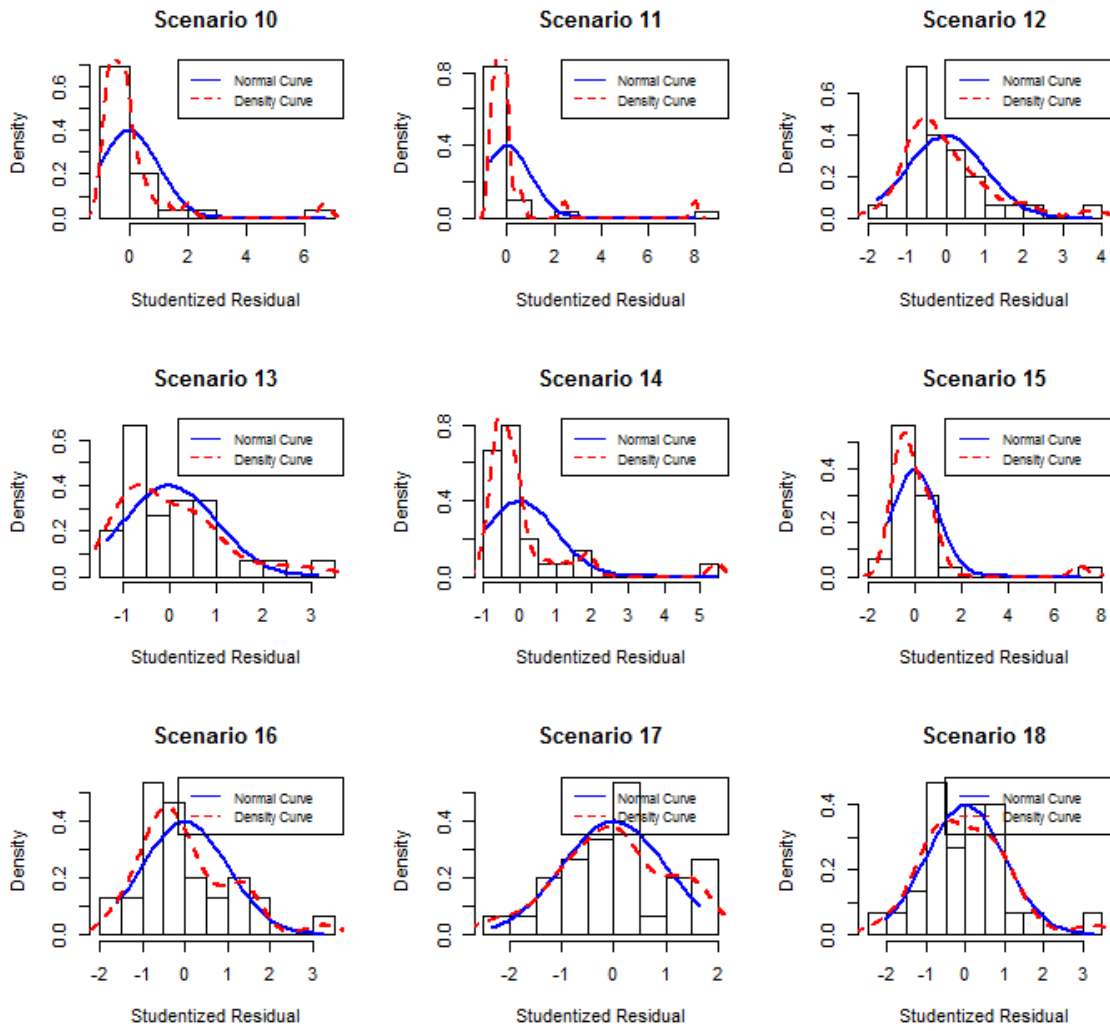 Scenario 10
Normal Curve
Density Curve
Density
0.0 0.2 0.4 0.6
0 2 4 6
Studentized Residual
Scenario 11
Normal Curve
Density Curve
Density
0.0 0.4 0.8
0 2 4 6 8
Studentized Residual
Scenario 12
Normal Curve
Density Curve
Density
0.0 0.2 0.4 0.6
-2 -1 0 1 2 3 4
Studentized Residual
Scenario 13
Normal Curve
Density Curve
Density
0.0 0.2 0.4 0.6
-1 0 1 2 3
Studentized Residual
Scenario 14
Normal Curve
Density Curve
Density
0.0 0.4 0.8
-1 0 1 2 3 4 5
Studentized Residual
Scenario 15
Normal Curve
Density Curve
Density
0.0 0.2 0.4
-2 0 2 4 6 8
Studentized Residual
Scenario 16
Normal Curve
Density Curve
Density
0.0 0.2 0.4
-2 -1 0 1 2 3
Studentized Residual
Scenario 17
Normal Curve
Density Curve
Density
0.0 0.2 0.4
-2 -1 0 1 2
Studentized Residual
Scenario 18
Normal Curve
Density Curve
Density
0.0 0.2 0.4
-2 -1 0 1 2 3
Studentized Residual